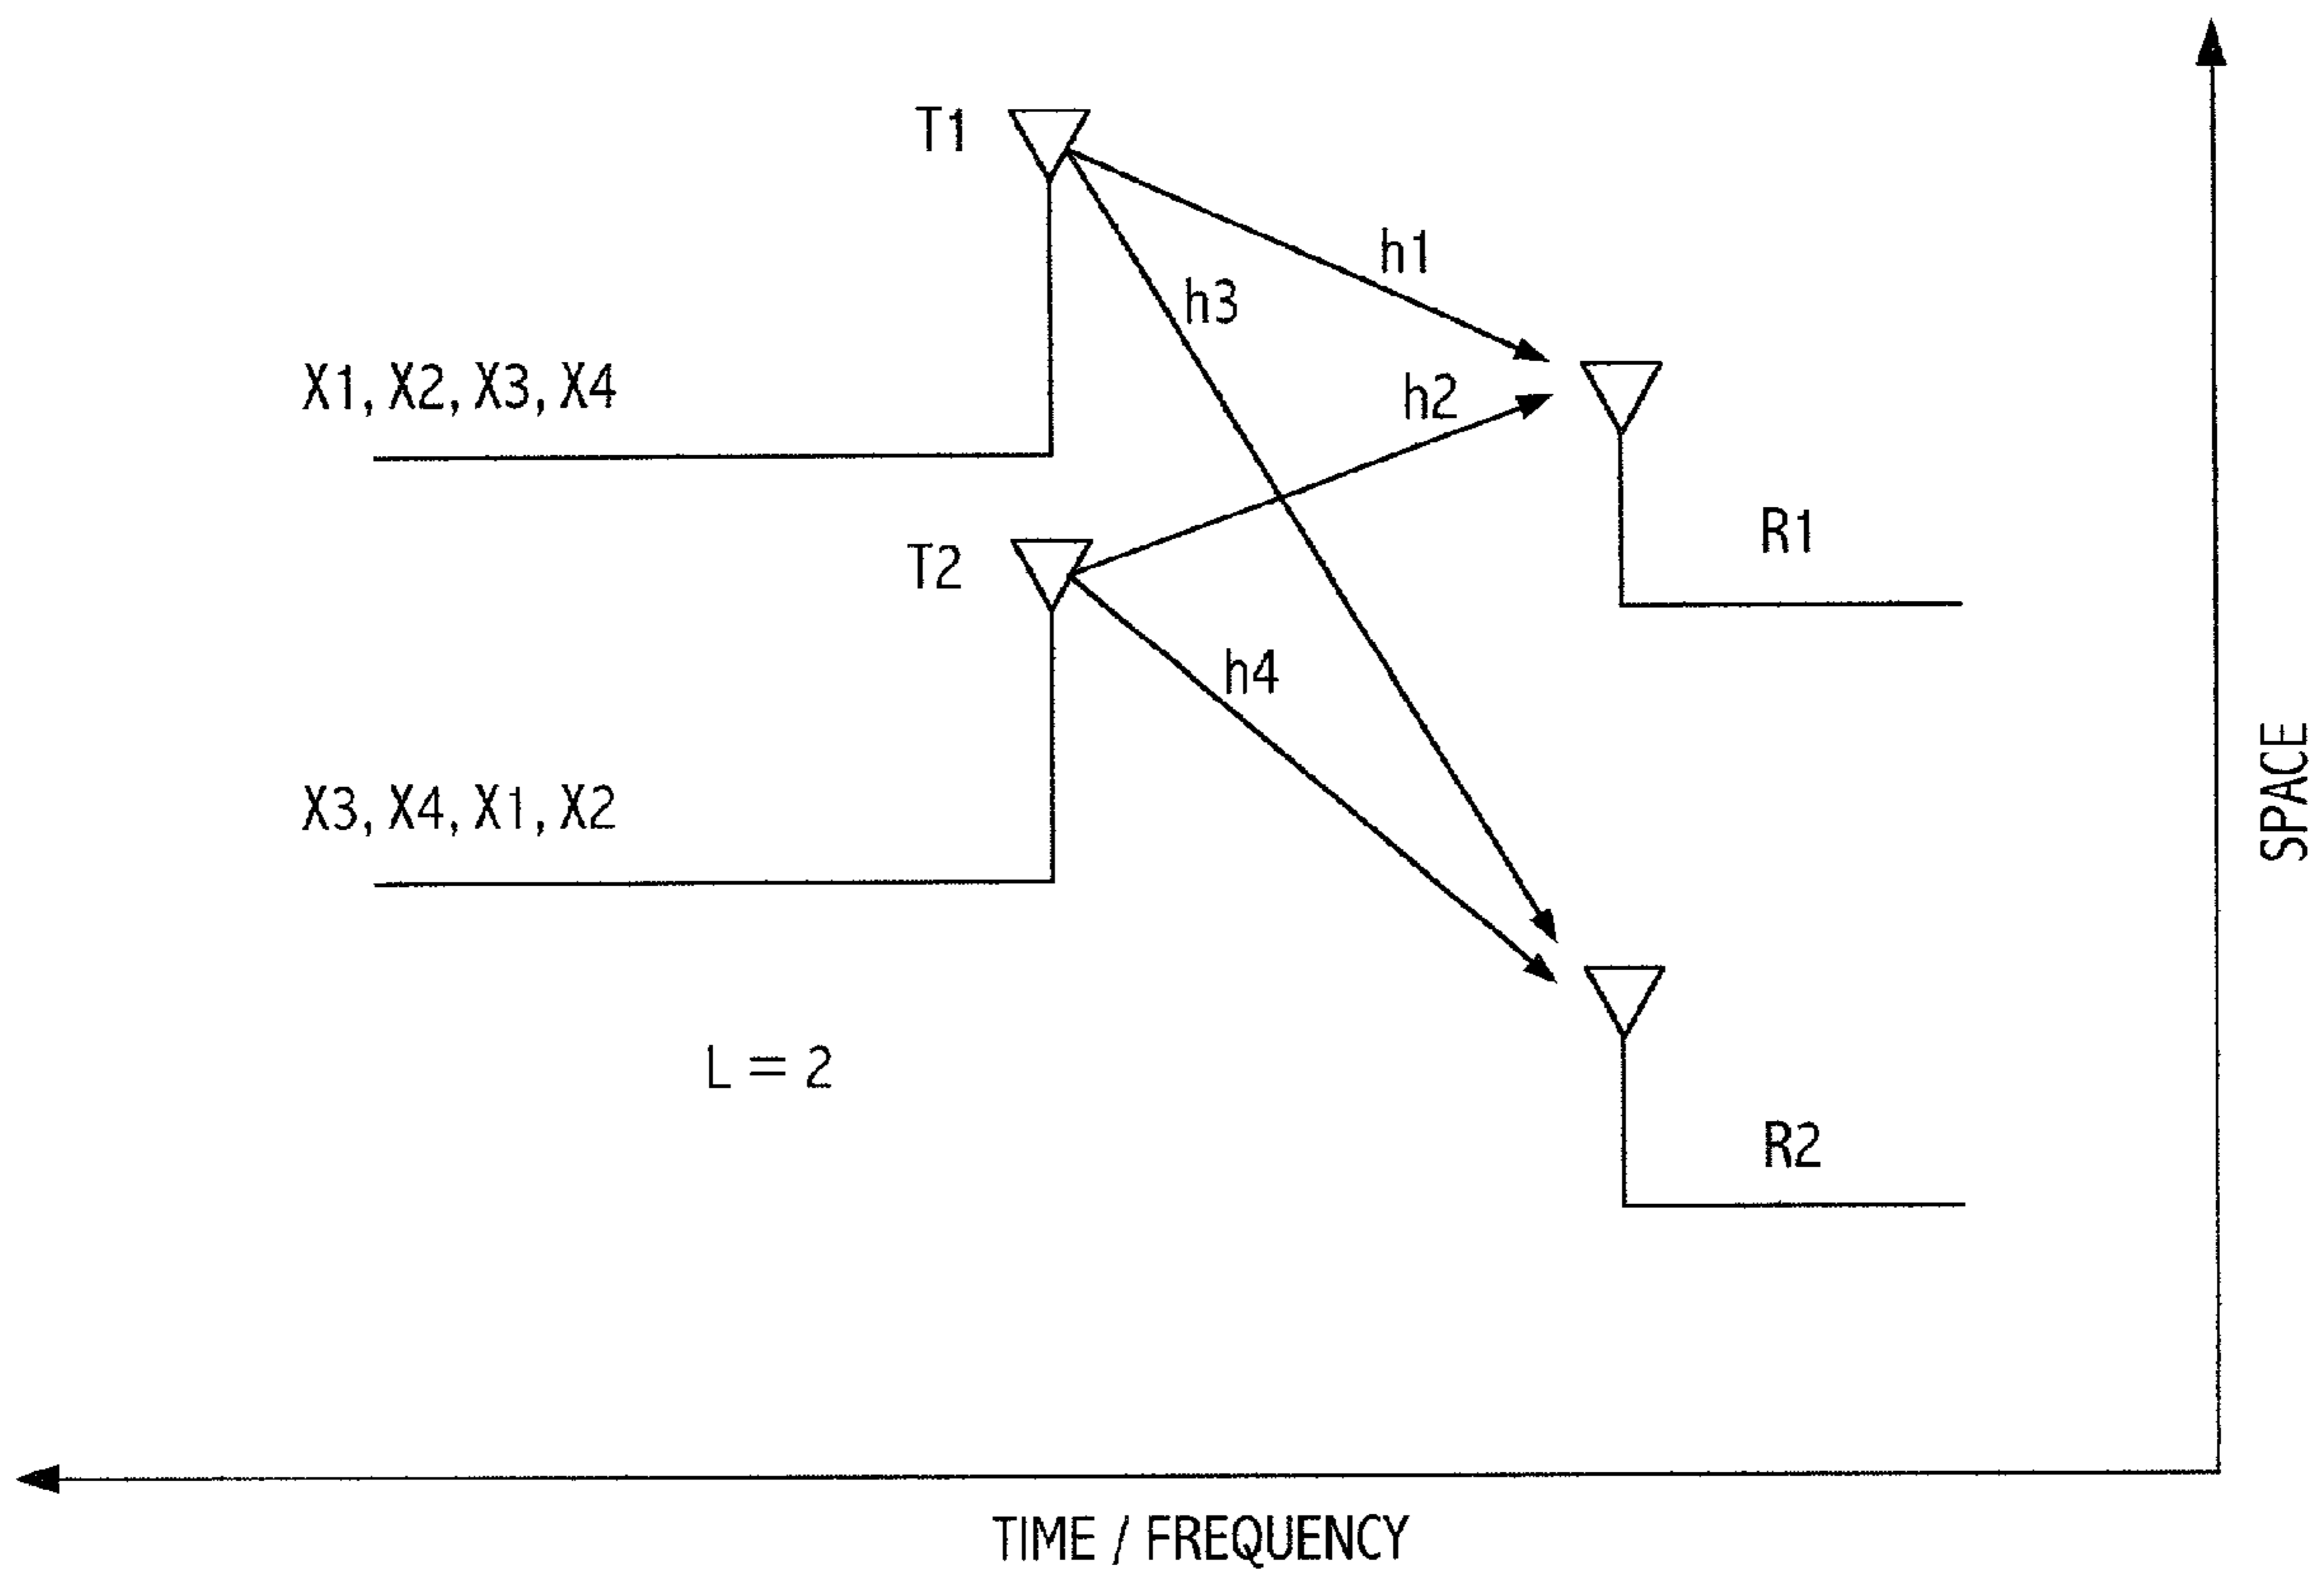 T1
h1
h3
X1, X2, X3, X4
h2
R1
T2
h4
X3, X4, X1, X2
L = 2
R2
SPACE
TIME / FREQUENCY